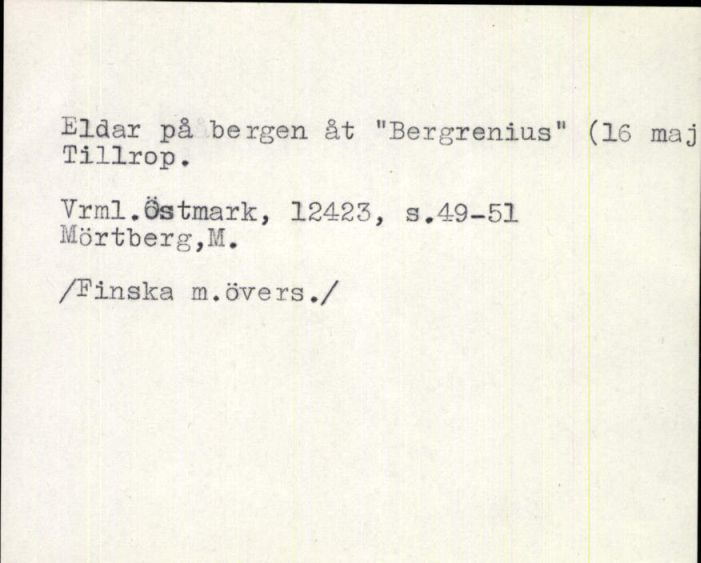 Eldar på bergen åt "Bergrenius" (16 maj
Tillrop.
Vrml.Östmark, 12423, s.49-51
Mörtberg,M.
/Finska m.övers./